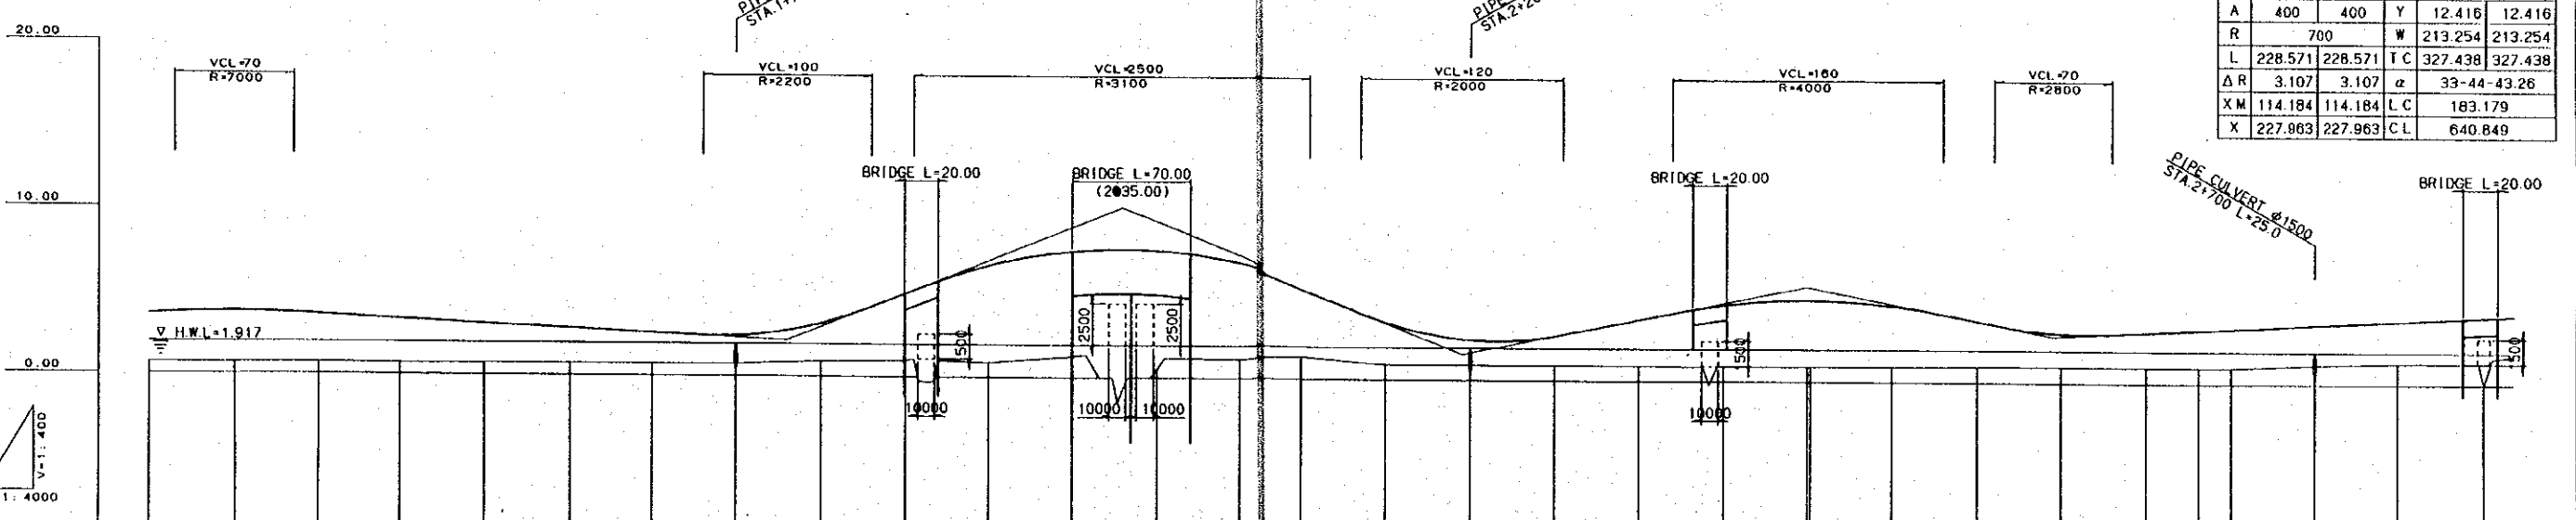 20.00
10.00
0.00
VCL=70
R=7000
VCL=100
R=2200
VCL=2500
R=3100
VCL=120
R=2000
VCL=160
R=4000
VCL=70
R=2800
A 400 400 Y 12.416 12.416
R 700 W 213.254 213.254
L 228.571 228.571 T C 327.438 327.438
Δ R 3.107 3.107 α 33-44-43.26
X M 114.184 114.184 L C 183.179
X 227.963 227.963 C L 640.849
BRIDGE L=20.00
BRIDGE L=70.00
(2@35.00)
BRIDGE L=20.00
PIPE CULVERT φ1500
STA.2+700 L=25.0
BRIDGE L=20.00
H.W.L=1.917
1500
2500
2500
1500
1500
10000
10000
10000
10000
V=1:400
1:4000